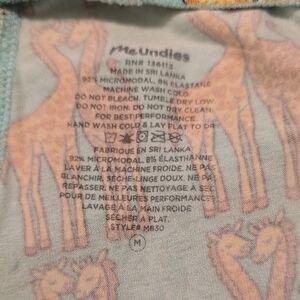 MeUndies
RN# 136113
MADE IN SRI LANKA
92% MICROMODAL, 8% ELASTANE
MACHINE WASH COLD.
DO NOT BLEACH. TUMBLE DRY LOW.
DO NOT IRON. DO NOT DRY CLEAN.
FOR BEST PERFORMANCE
HAND WASH COLD & LAY FLAT TO DRY
FABRIQUÉ EN SRI LANKA
92% MICROMODAL, 8% ÉLASTHANNE
LAVER À LA MACHINE FROIDE. NE PAS
BLANCHIR. SÈCHE-LINGE DOUX. NE PAS
REPASSER. NE PAS NETTOYAGE À SEC
POUR DE MEILLEURES PERFORMANCES
LAVAGE À LA MAIN FROIDE
SÉCHER À PLAT.
STYLE# MB30
M